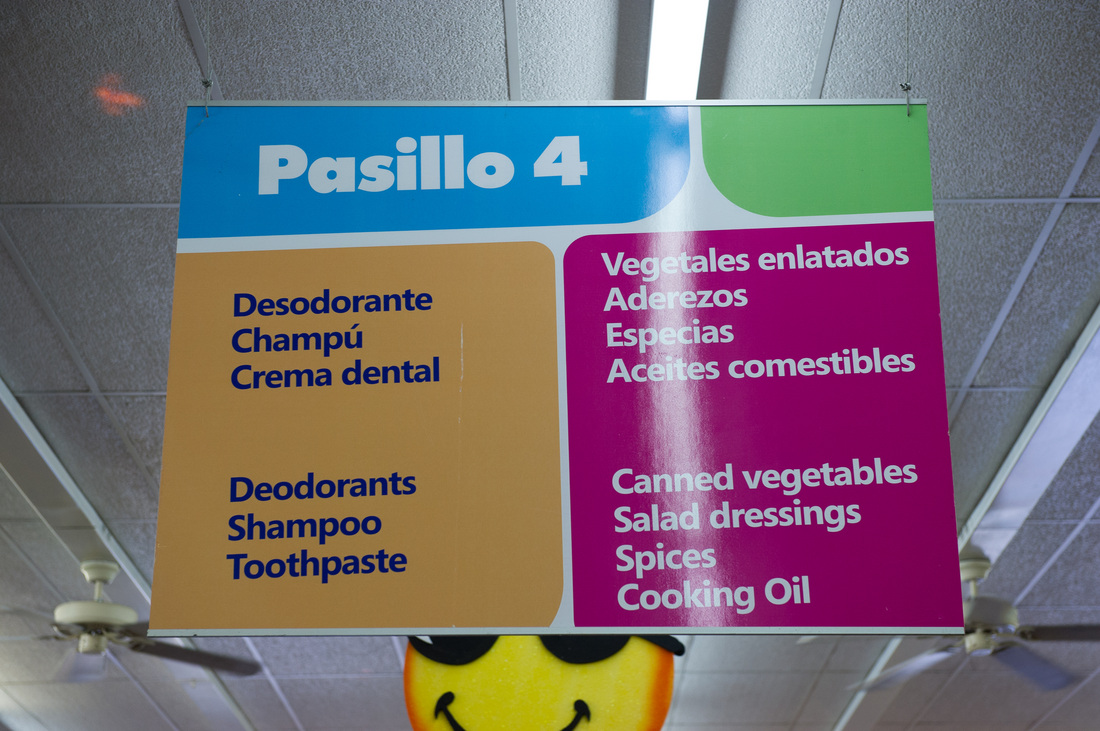 Pasillo 4
Desodorante
Champú
Crema dental
Deodorants
Shampoo
Toothpaste
Vegetales enlatados
Aderezos
Especias
Aceites comestibles
Canned vegetables
Salad dressings
Spices
Cooking Oil